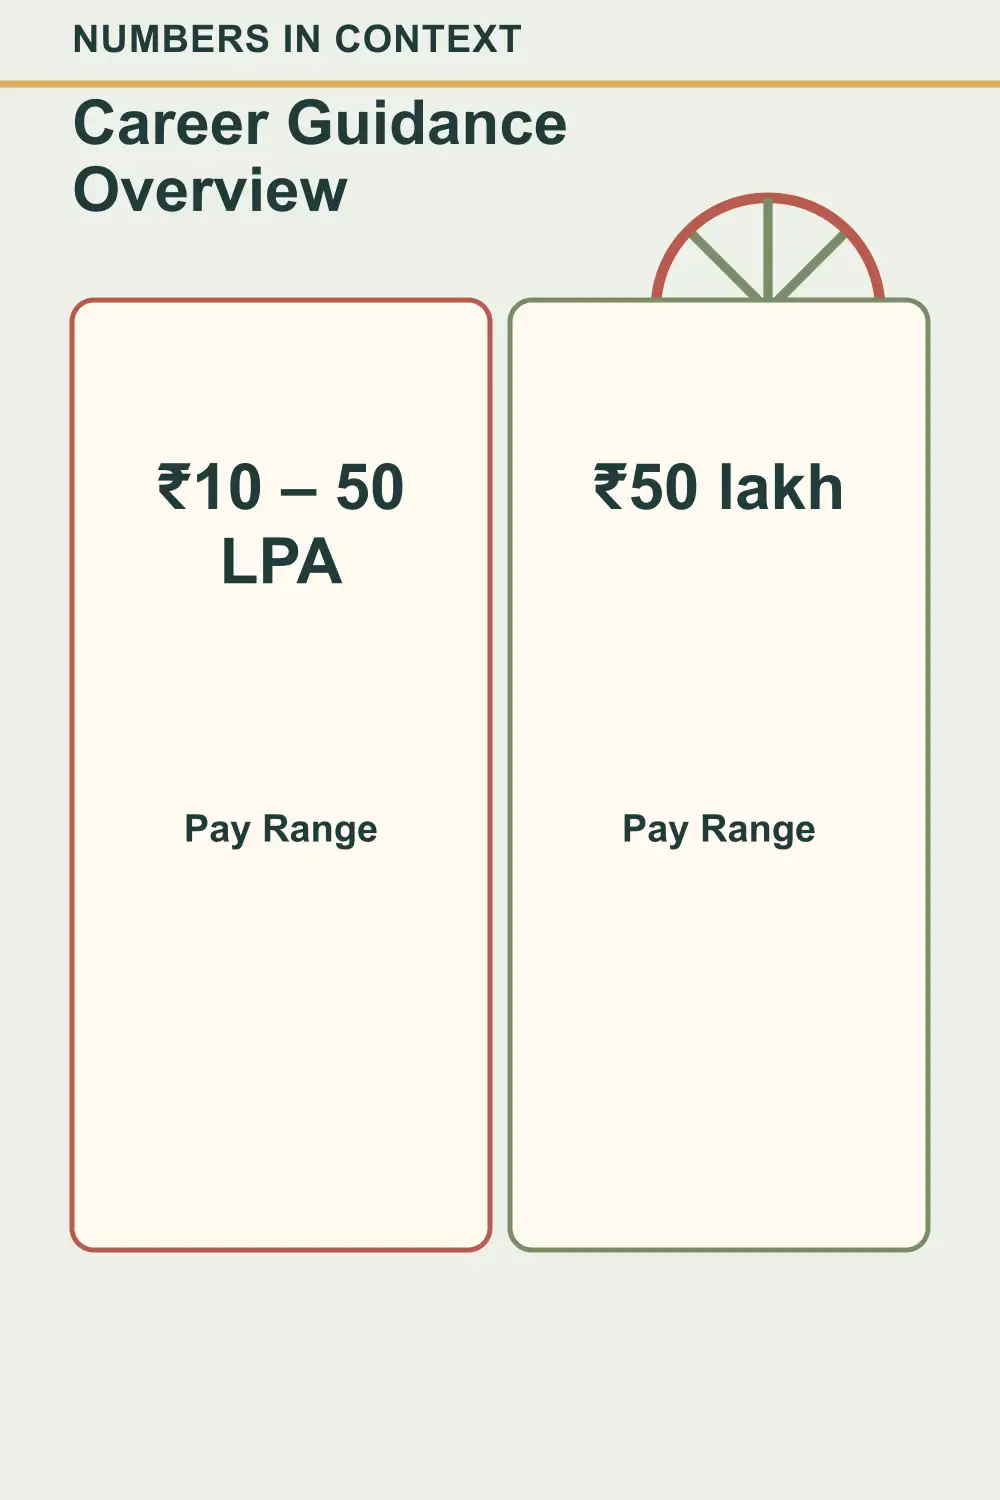 NUMBERS IN CONTEXT
Career Guidance
Overview
₹10 – 50
LPA
Pay Range
₹50 lakh
Pay Range